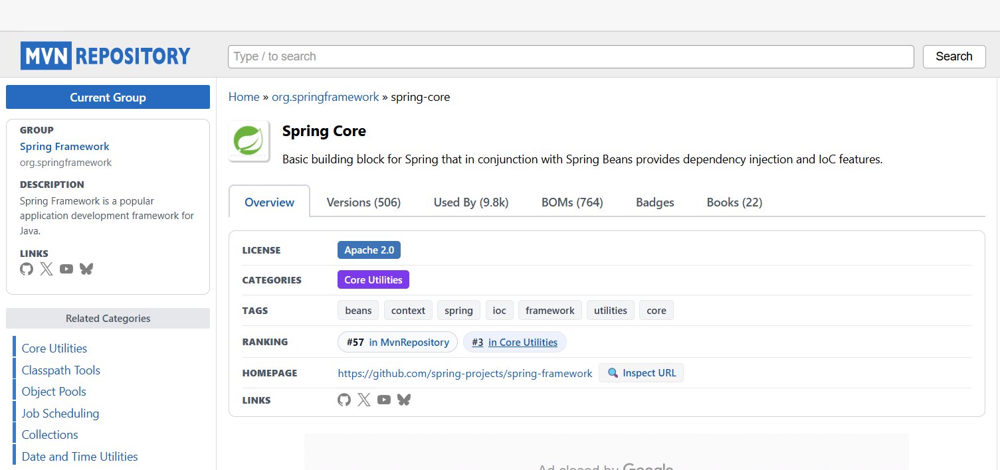 MVN REPOSITORY
Type / to search
Search
Current Group
GROUP
Spring Framework
org.springframework
DESCRIPTION
Spring Framework is a popular
application development framework for
Java.
LINKS
Related Categories
Core Utilities
Classpath Tools
Object Pools
Job Scheduling
Collections
Date and Time Utilities
Home » org.springframework » spring-core
Spring Core
Basic building block for Spring that in conjunction with Spring Beans provides dependency injection and IoC features.
Overview Versions (506) Used By (9.8k) BOMs (764) Badges Books (22)
LICENSE Apache 2.0
CATEGORIES Core Utilities
TAGS beans context spring ioc framework utilities core
RANKING #57 in MvnRepository #3 in Core Utilities
HOMEPAGE https://github.com/spring-projects/spring-framework Inspect URL
LINKS
Ad closed by Google